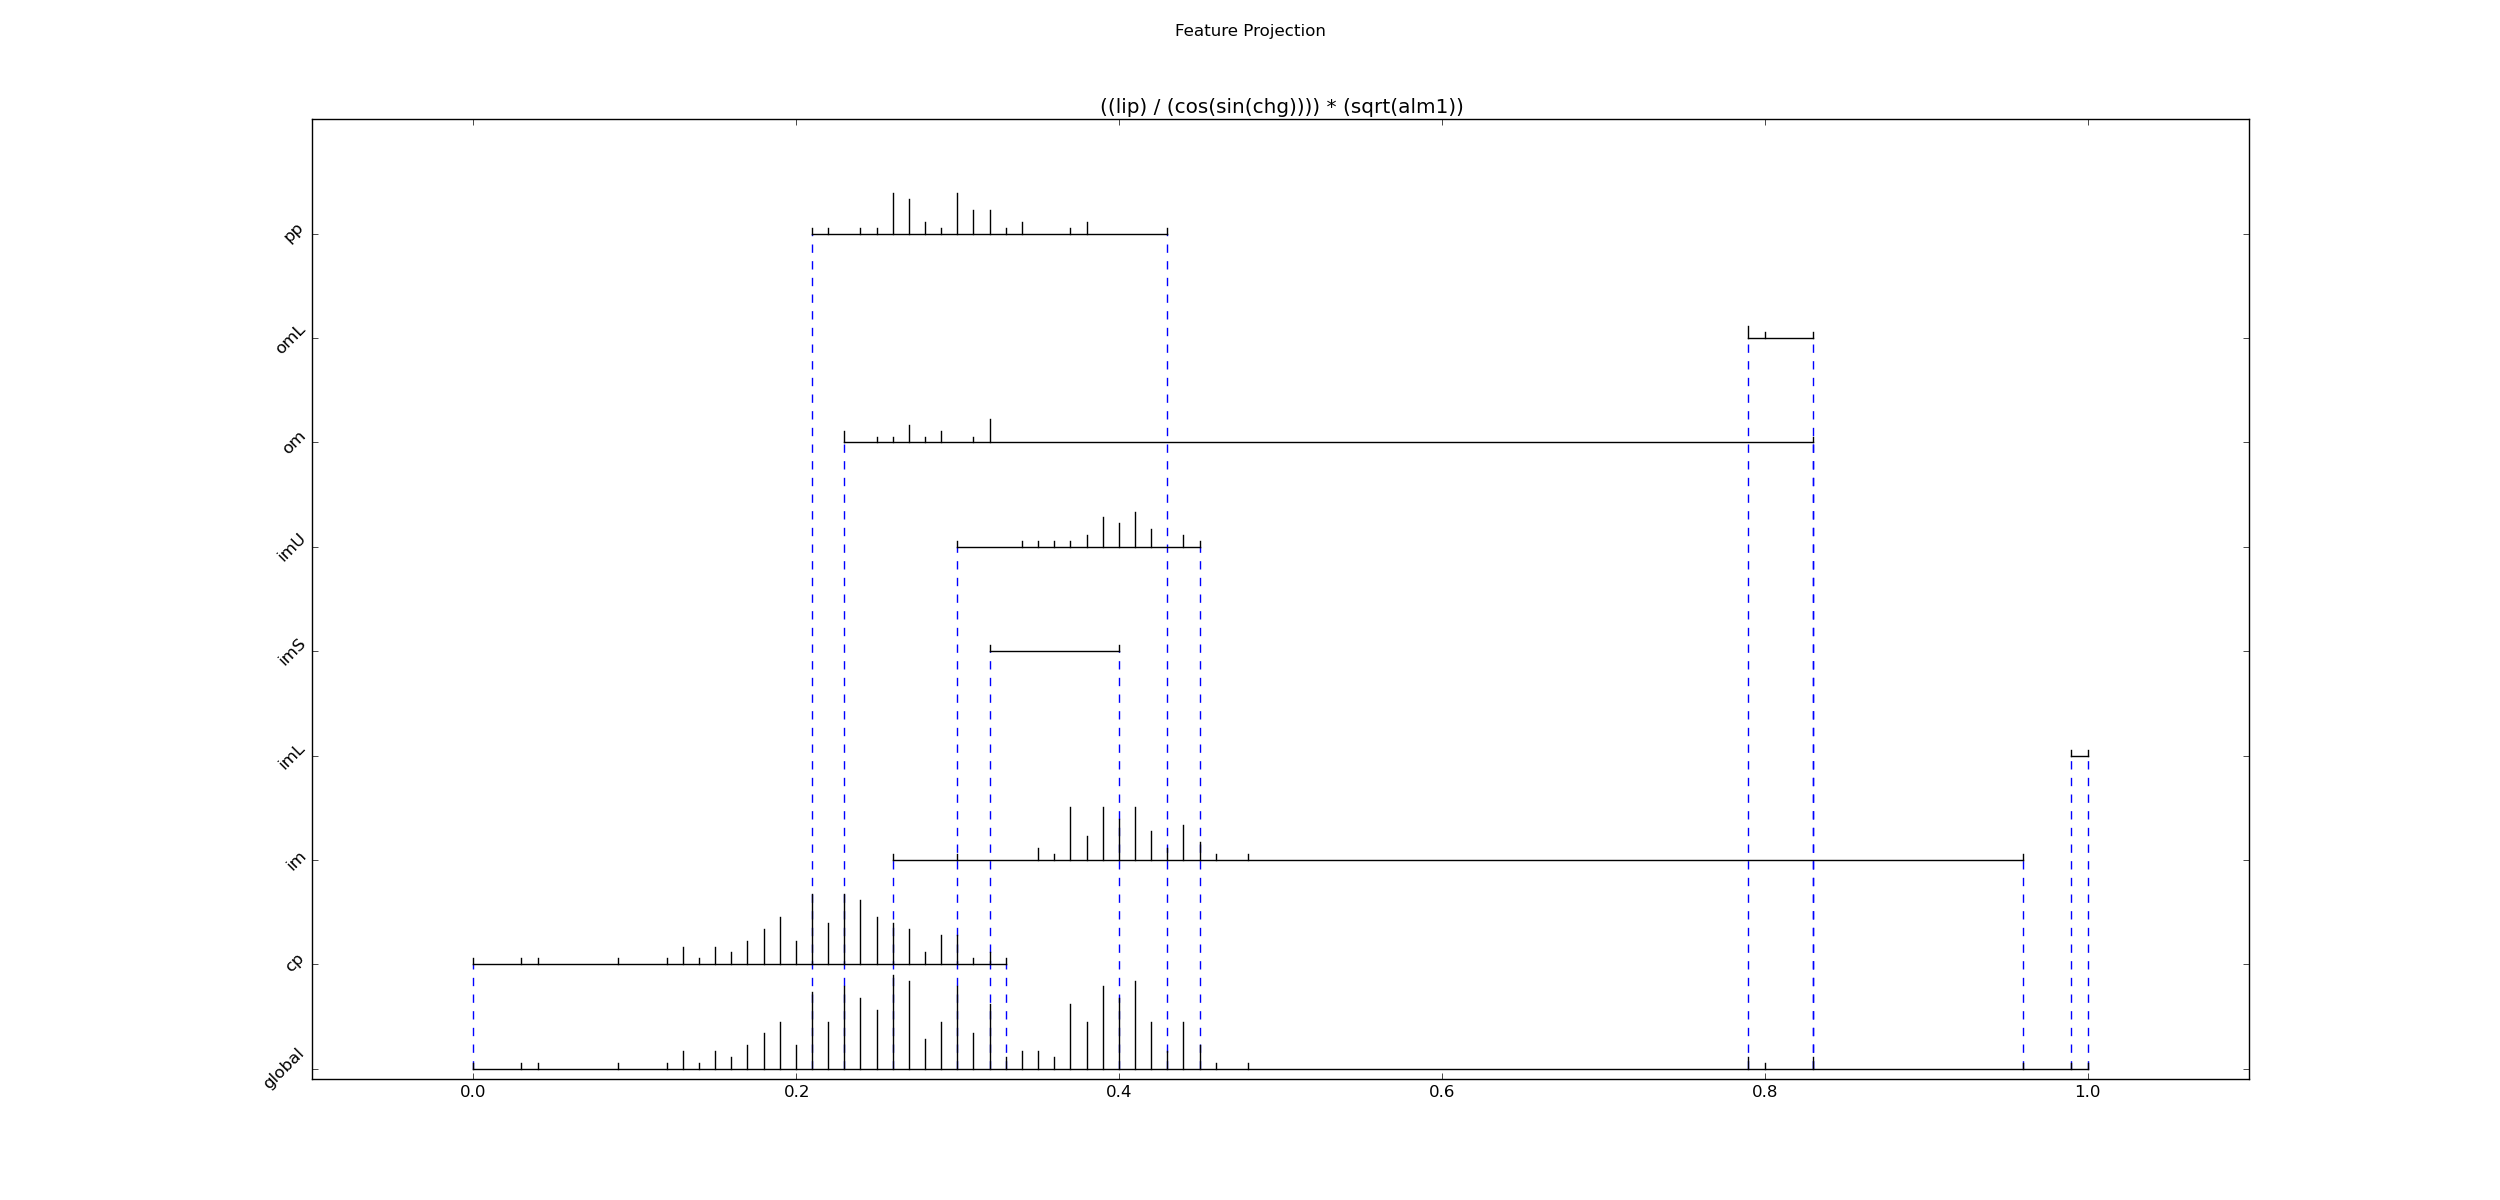 Feature Projection
((lip) / (cos(sin(chg)))) * (sqrt(alm1))
pp
omL
om
imU
imS
imL
im
cp
global
0.0 0.2 0.4 0.6 0.8 1.0